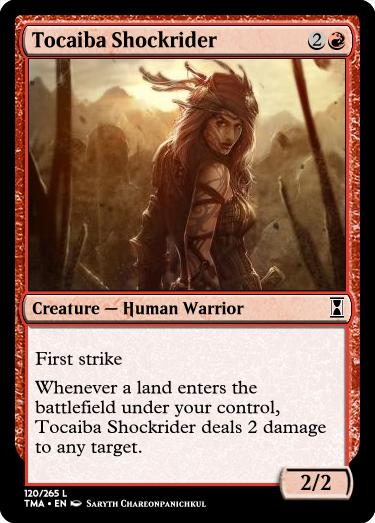 Tocaiba Shockrider 2
Creature — Human Warrior
First strike
Whenever a land enters the
battlefield under your control,
Tocaiba Shockrider deals 2 damage
to any target.
2/2
120/265 L
TMA • EN Saryth Chareonpanichkul